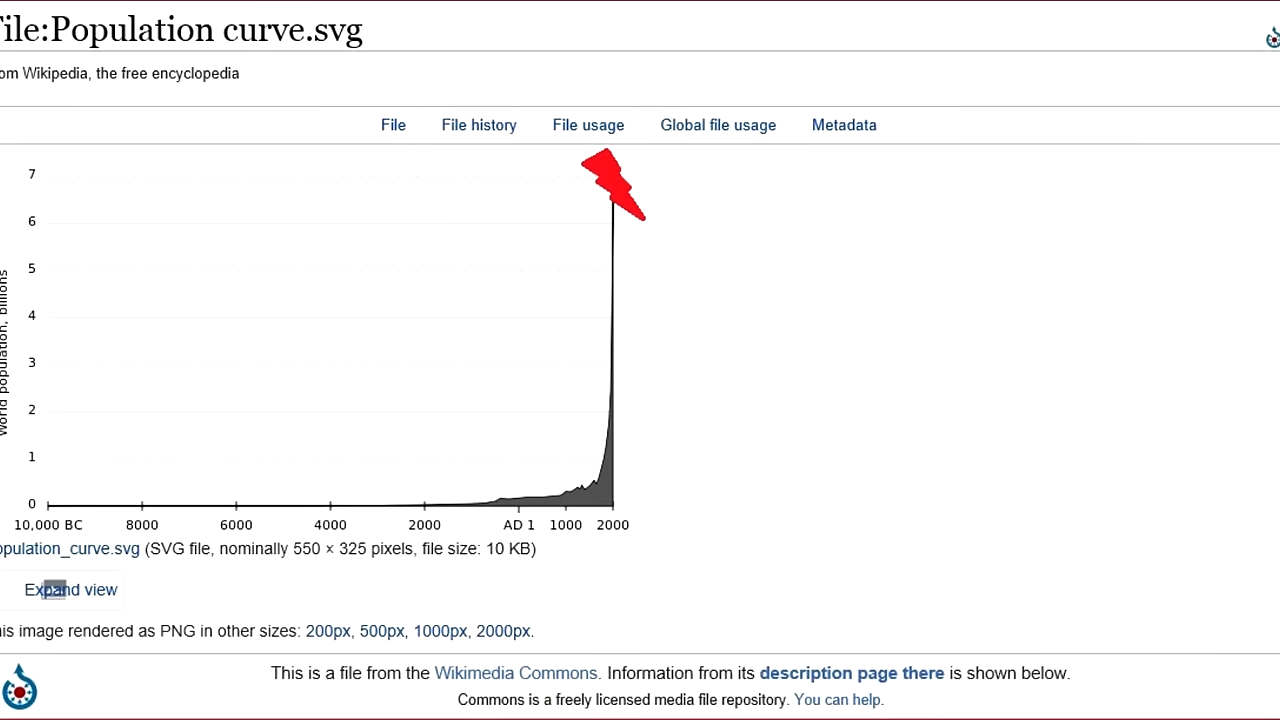 ile:Population curve.svg
om Wikipedia, the free encyclopedia
File File history File usage Global file usage Metadata
7
6
5
4
3
2
1
0
World population, billions
10,000 BC 8000 6000 4000 2000 AD 1 1000 2000
opulation_curve.svg (SVG file, nominally 550 × 325 pixels, file size: 10 KB)
Expand view
is image rendered as PNG in other sizes: 200px, 500px, 1000px, 2000px.
This is a file from the Wikimedia Commons. Information from its description page there is shown below.
Commons is a freely licensed media file repository. You can help.